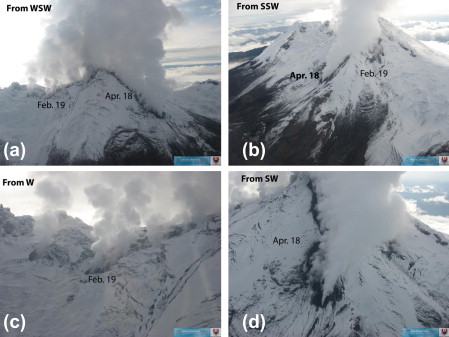 From WSW
Feb. 19
Apr. 18
(a)
From SSW
Apr. 18
Feb. 19
(b)
From W
Feb. 19
(c)
From SW
Apr. 18
(d)